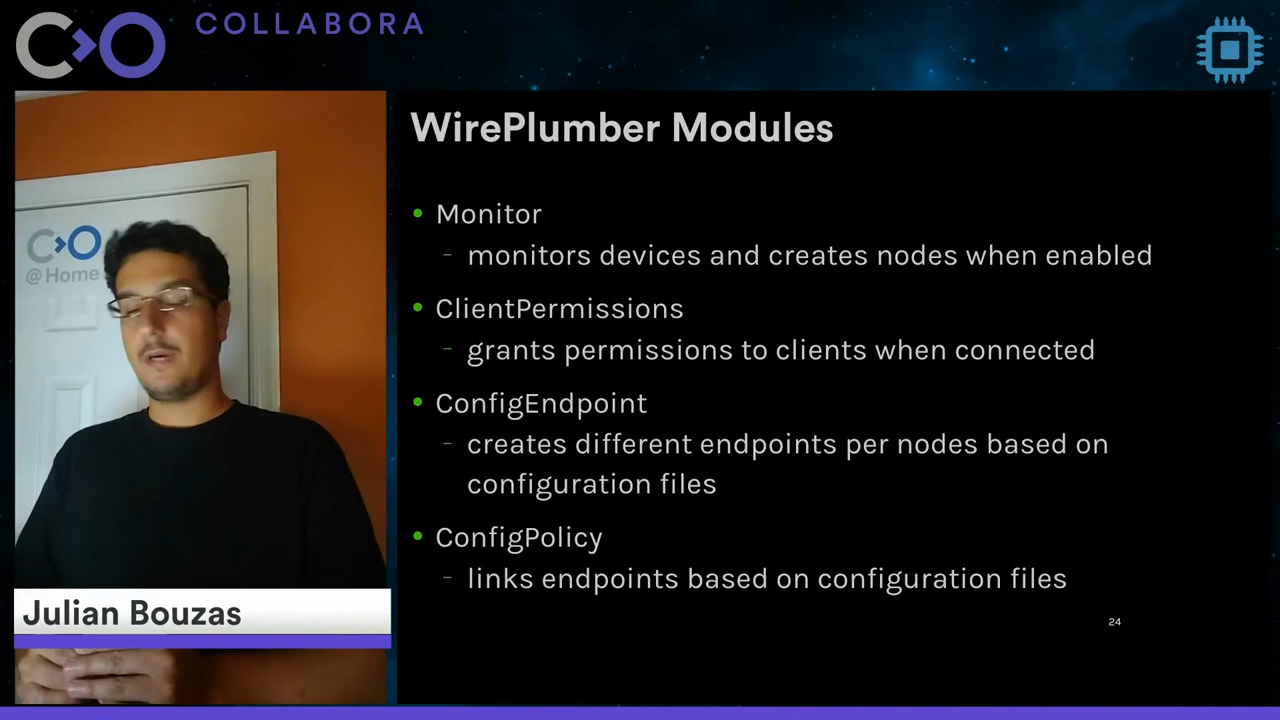 COLLABORA
@Home
WirePlumber Modules
Monitor
- monitors devices and creates nodes when enabled
ClientPermissions
- grants permissions to clients when connected
ConfigEndpoint
- creates different endpoints per nodes based on
configuration files
ConfigPolicy
- links endpoints based on configuration files
24
Julian Bouzas